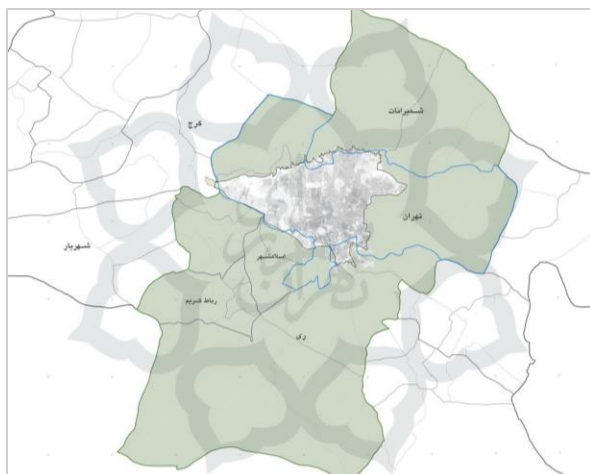 شمیرانات
کرج
تهران
شهریار
اسلامشهر
رباط کریم
ری